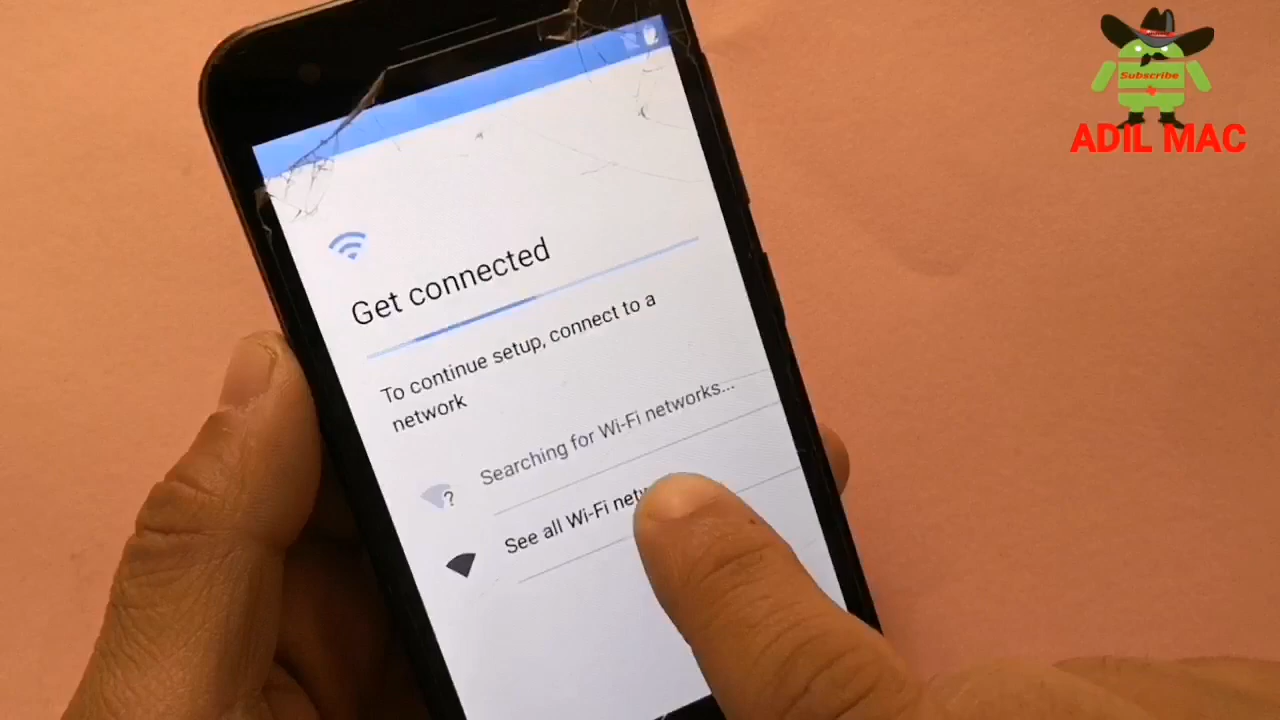 Subscribe
ADIL MAC
Get connected
To continue setup, connect to a
network
Searching for Wi-Fi networks...
?
See all Wi-Fi